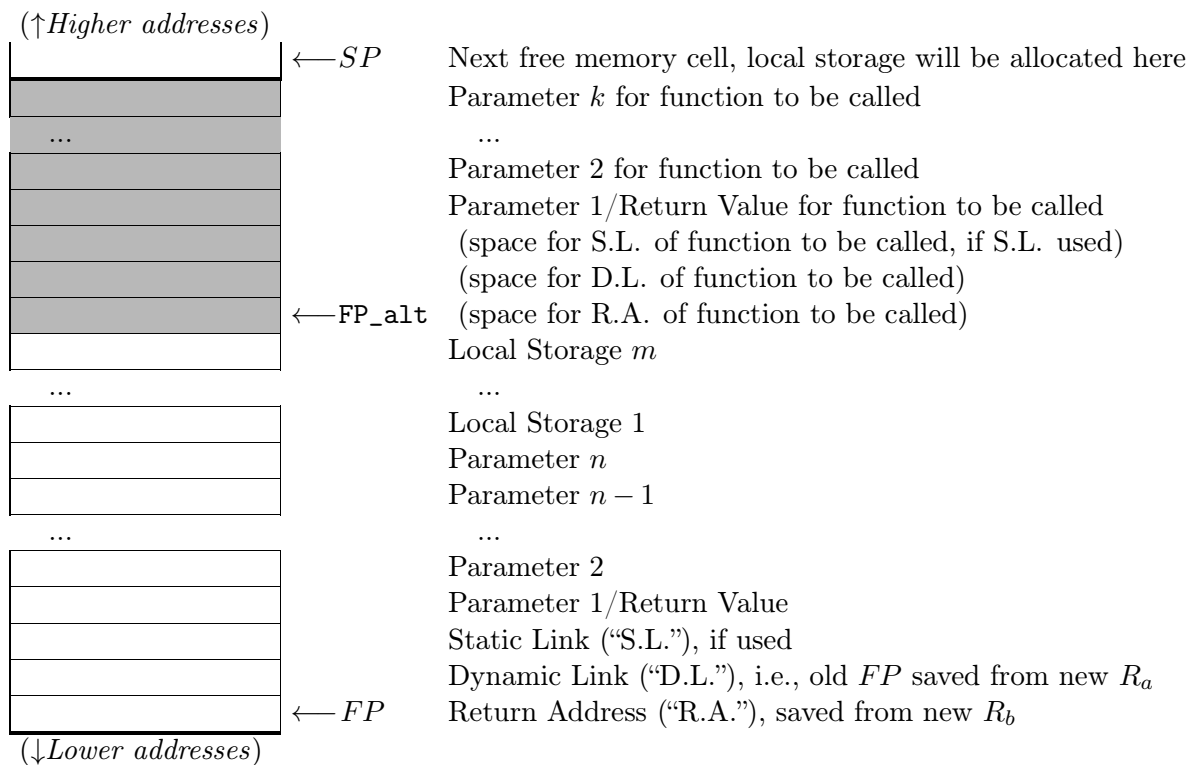 (↑Higher addresses)
←—SP Next free memory cell, local storage will be allocated here
Parameter k for function to be called
... ...
Parameter 2 for function to be called
Parameter 1/Return Value for function to be called
(space for S.L. of function to be called, if S.L. used)
(space for D.L. of function to be called)
←—FP_alt (space for R.A. of function to be called)
Local Storage m
... ...
Local Storage 1
Parameter n
Parameter n − 1
... ...
Parameter 2
Parameter 1/Return Value
Static Link (“S.L.”), if used
Dynamic Link (“D.L.”), i.e., old FP saved from new Rₐ
←—FP Return Address (“R.A.”), saved from new R_b
(↓Lower addresses)